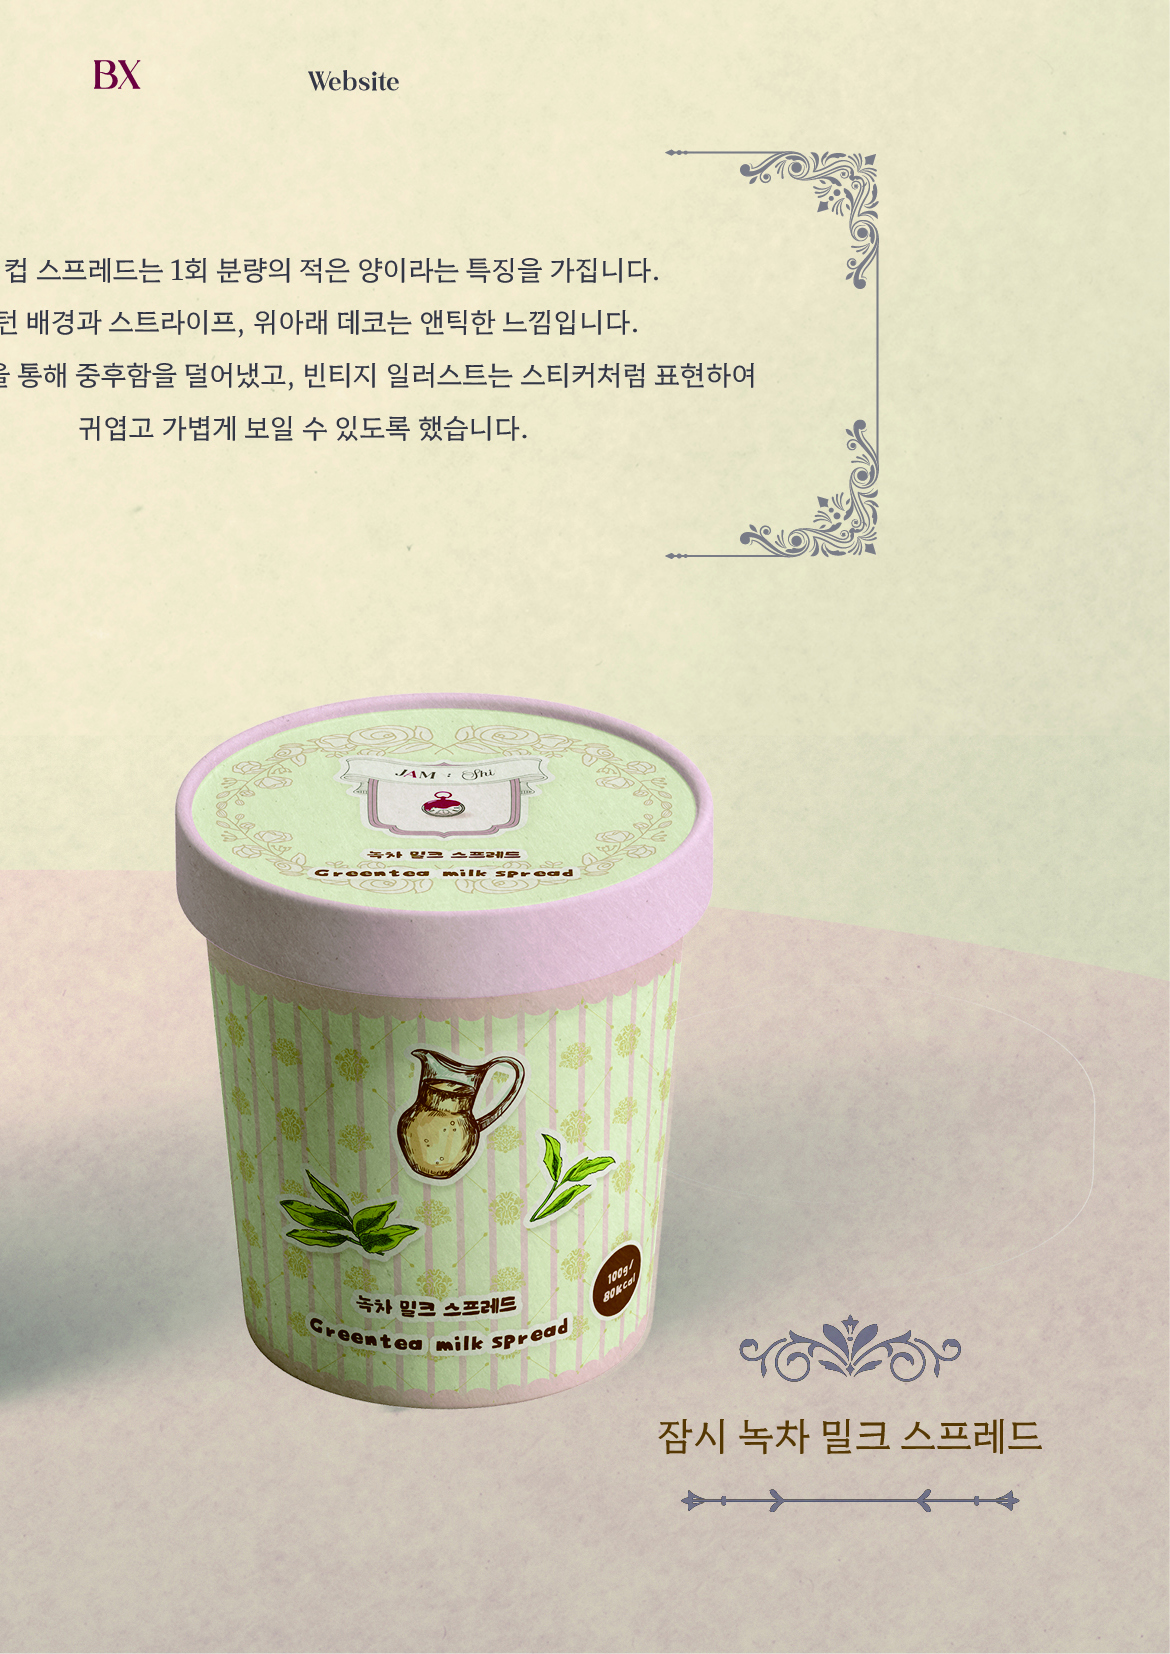 BX
Website
컵 스프레드는 1회 분량의 적은 양이라는 특징을 가집니다.
턴 배경과 스트라이프, 위아래 데코는 앤틱한 느낌입니다.
을 통해 중후함을 덜어냈고, 빈티지 일러스트는 스티커처럼 표현하여
귀엽고 가볍게 보일 수 있도록 했습니다.
JAM : Shi
녹차 밀크 스프레드
Greentea milk spread
100g/
80Kcal
녹차 밀크 스프레드
Greentea milk spread
잠시 녹차 밀크 스프레드